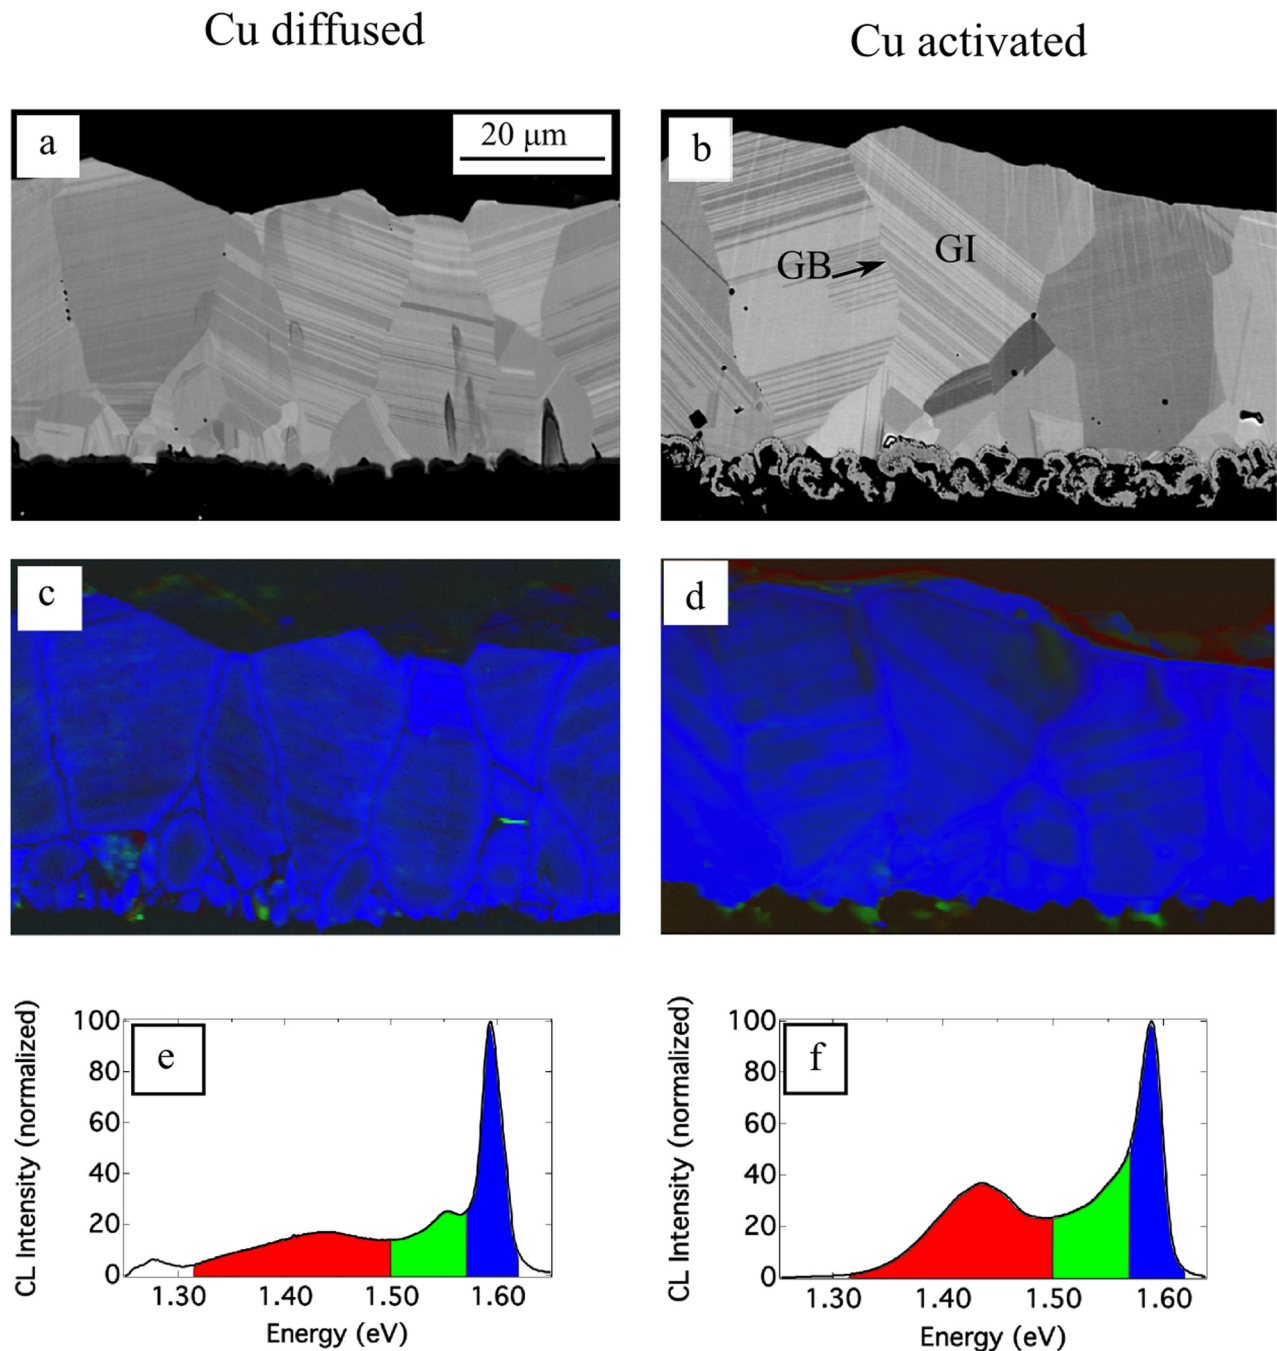 Cu diffused
Cu activated
a
20 μm
b
GB
GI
c
d
CL Intensity (normalized)
100
80
60
40
20
0
e
1.30
1.40
1.50
1.60
Energy (eV)
CL Intensity (normalized)
100
80
60
40
20
0
f
1.30
1.40
1.50
1.60
Energy (eV)